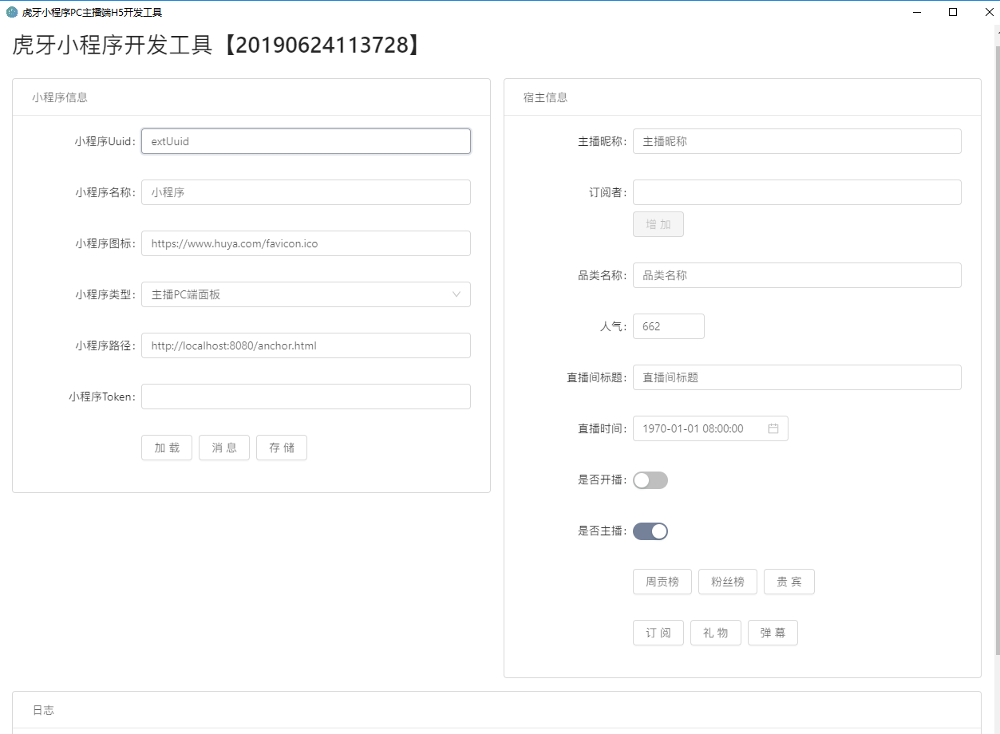 虎牙小程序PC主播端H5开发工具
虎牙小程序开发工具【20190624113728】
小程序信息
小程序Uuid: extUuid
小程序名称: 小程序
小程序图标: https://www.huya.com/favicon.ico
小程序类型: 主播PC端面板
小程序路径: http://localhost:8080/anchor.html
小程序Token:
加 载 消 息 存 储
宿主信息
主播昵称: 主播昵称
订阅者:
增 加
品类名称: 品类名称
人气: 662
直播间标题: 直播间标题
直播时间: 1970-01-01 08:00:00
是否开播:
是否主播:
周贡榜 粉丝榜 贵 宾
订 阅 礼 物 弹 幕
日志